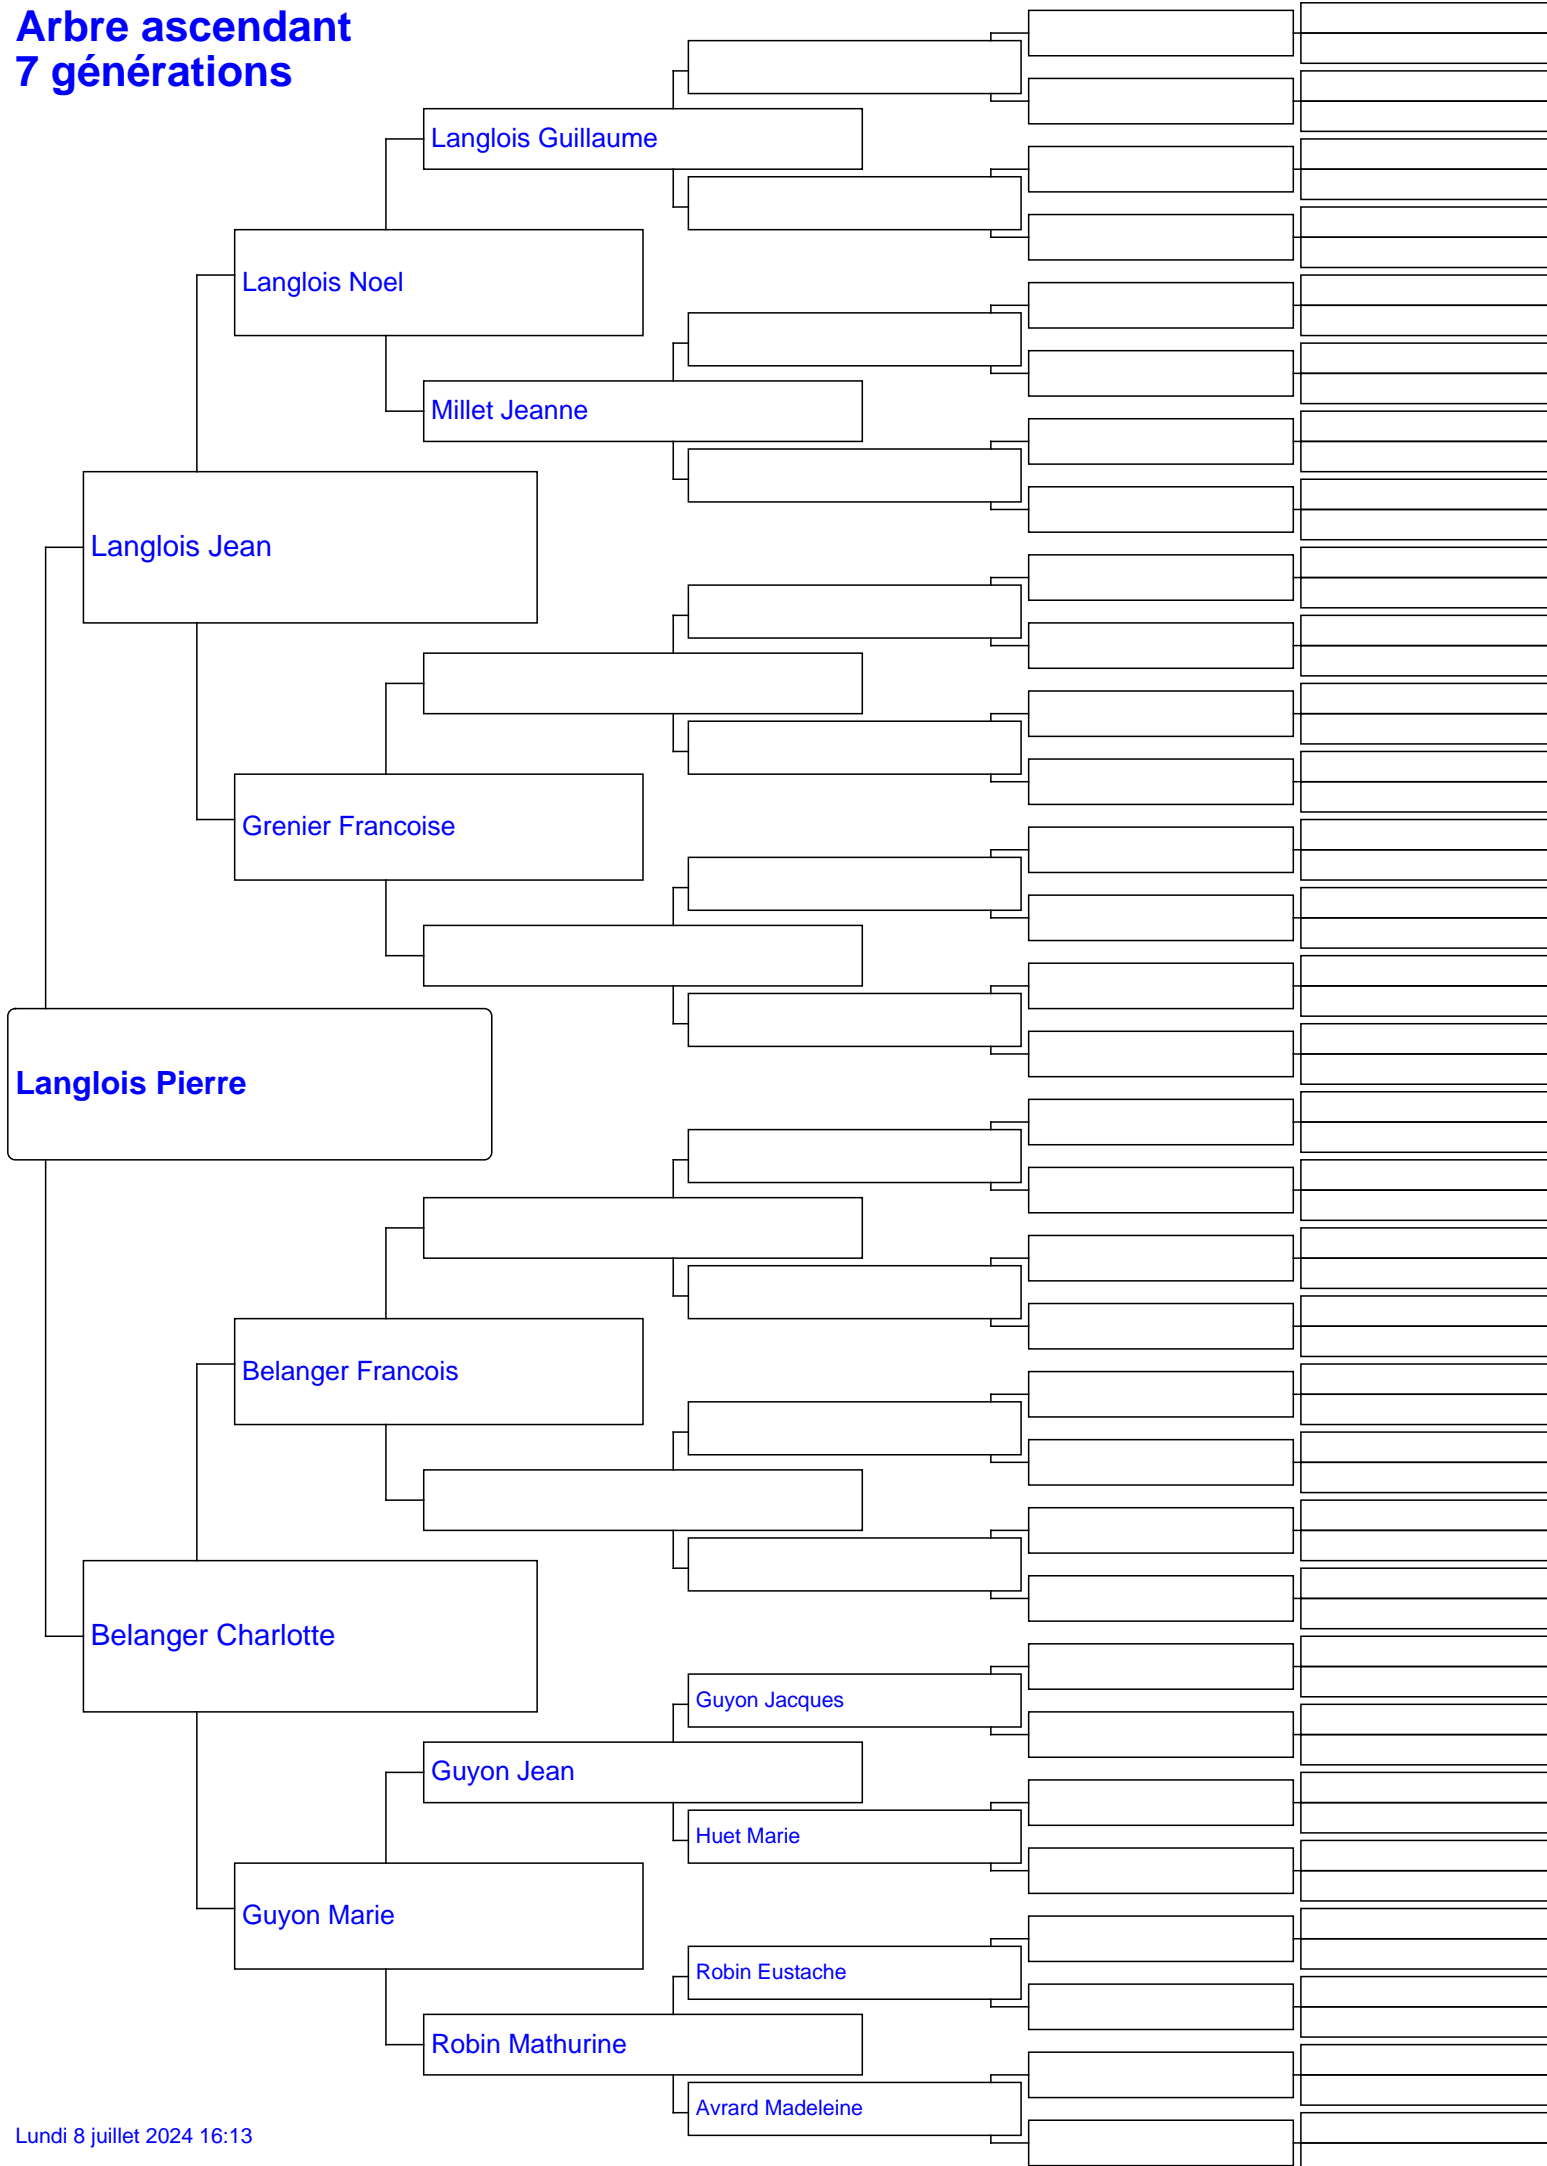 Arbre ascendant
7 générations
Langlois Guillaume
Langlois Noel
Millet Jeanne
Langlois Jean
Grenier Francoise
Langlois Pierre
Belanger Francois
Belanger Charlotte
Guyon Jacques
Guyon Jean
Huet Marie
Guyon Marie
Robin Eustache
Robin Mathurine
Avrard Madeleine
Lundi 8 juillet 2024 16:13